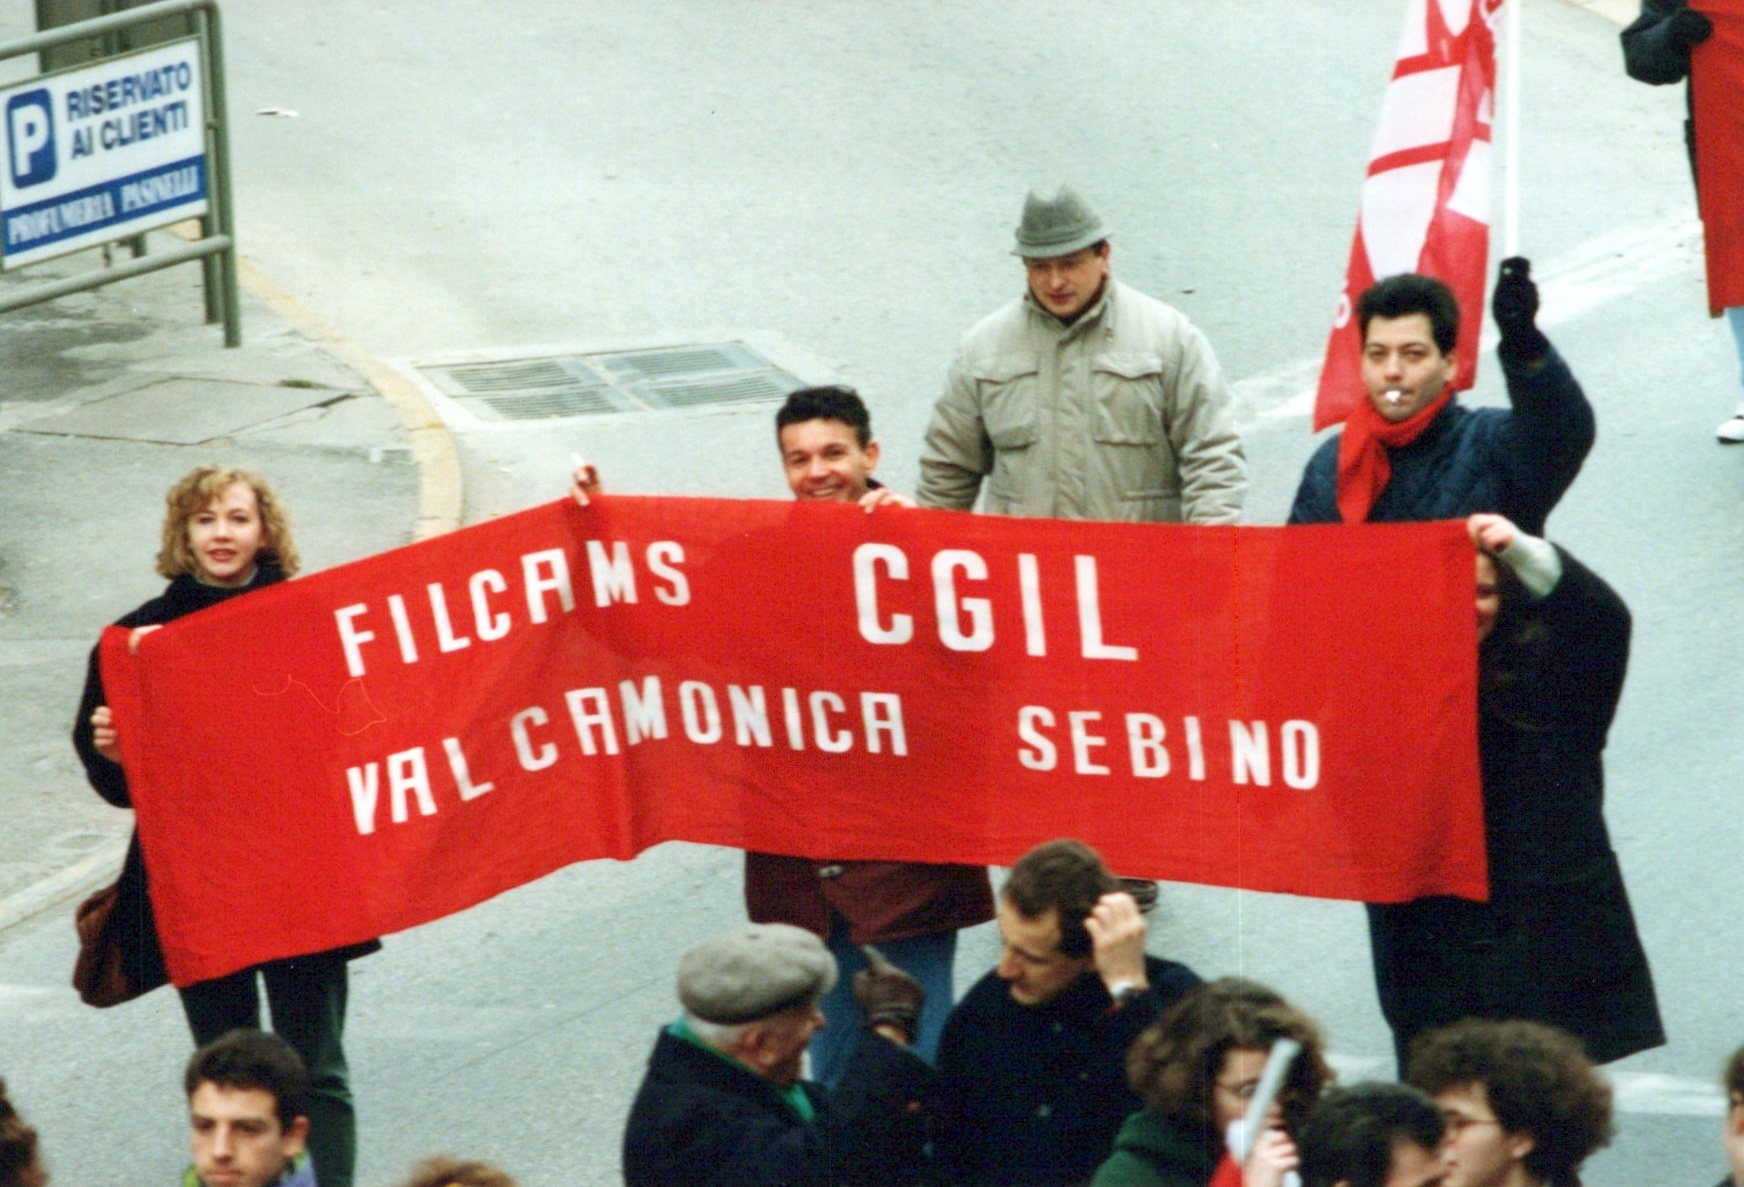 P
RISERVATO
AI CLIENTI
PROFUMERIA PASINELLI
FILCAMS CGIL
VALCAMONICA SEBINO